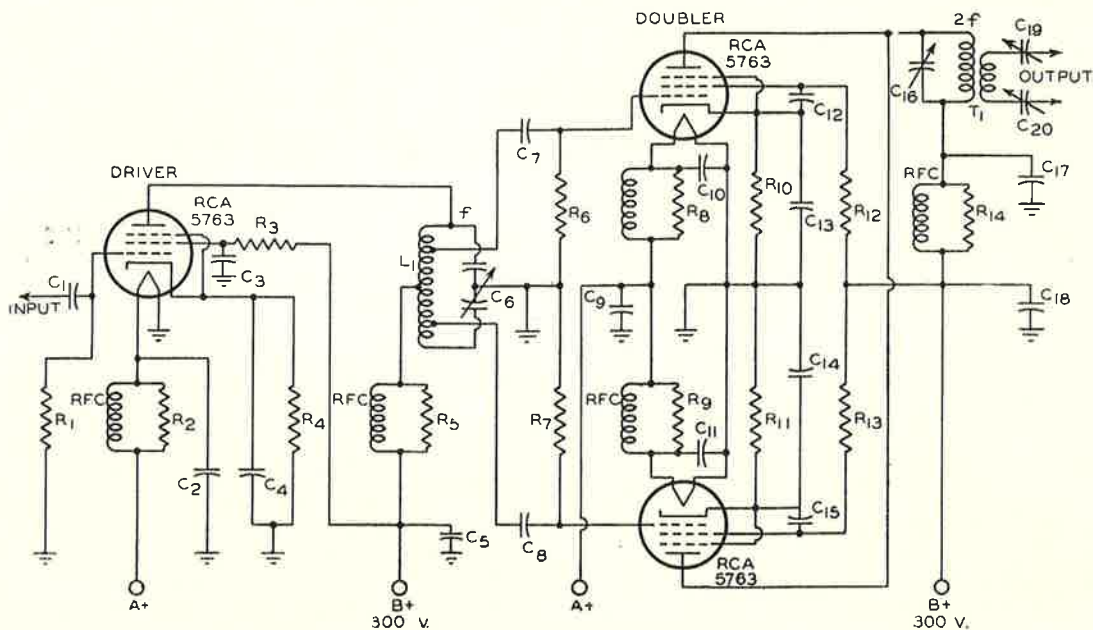 DOUBLER
RCA
5763
2f
C19
OUTPUT
C16
T1
C20
C12
C7
DRIVER
RCA
5763
R3
f
C10
R6
R8
R10
C13
R12
RFC
R14
C17
C1
INPUT
C3
L1
C6
C9
C18
C14
RFC
R1
R2
R4
RFC
R5
R7
RFC
R9
C11
R11
R13
C2
C4
C5
C8
C15
RCA
5763
A+
B+
300 V.
A+
B+
300 V.